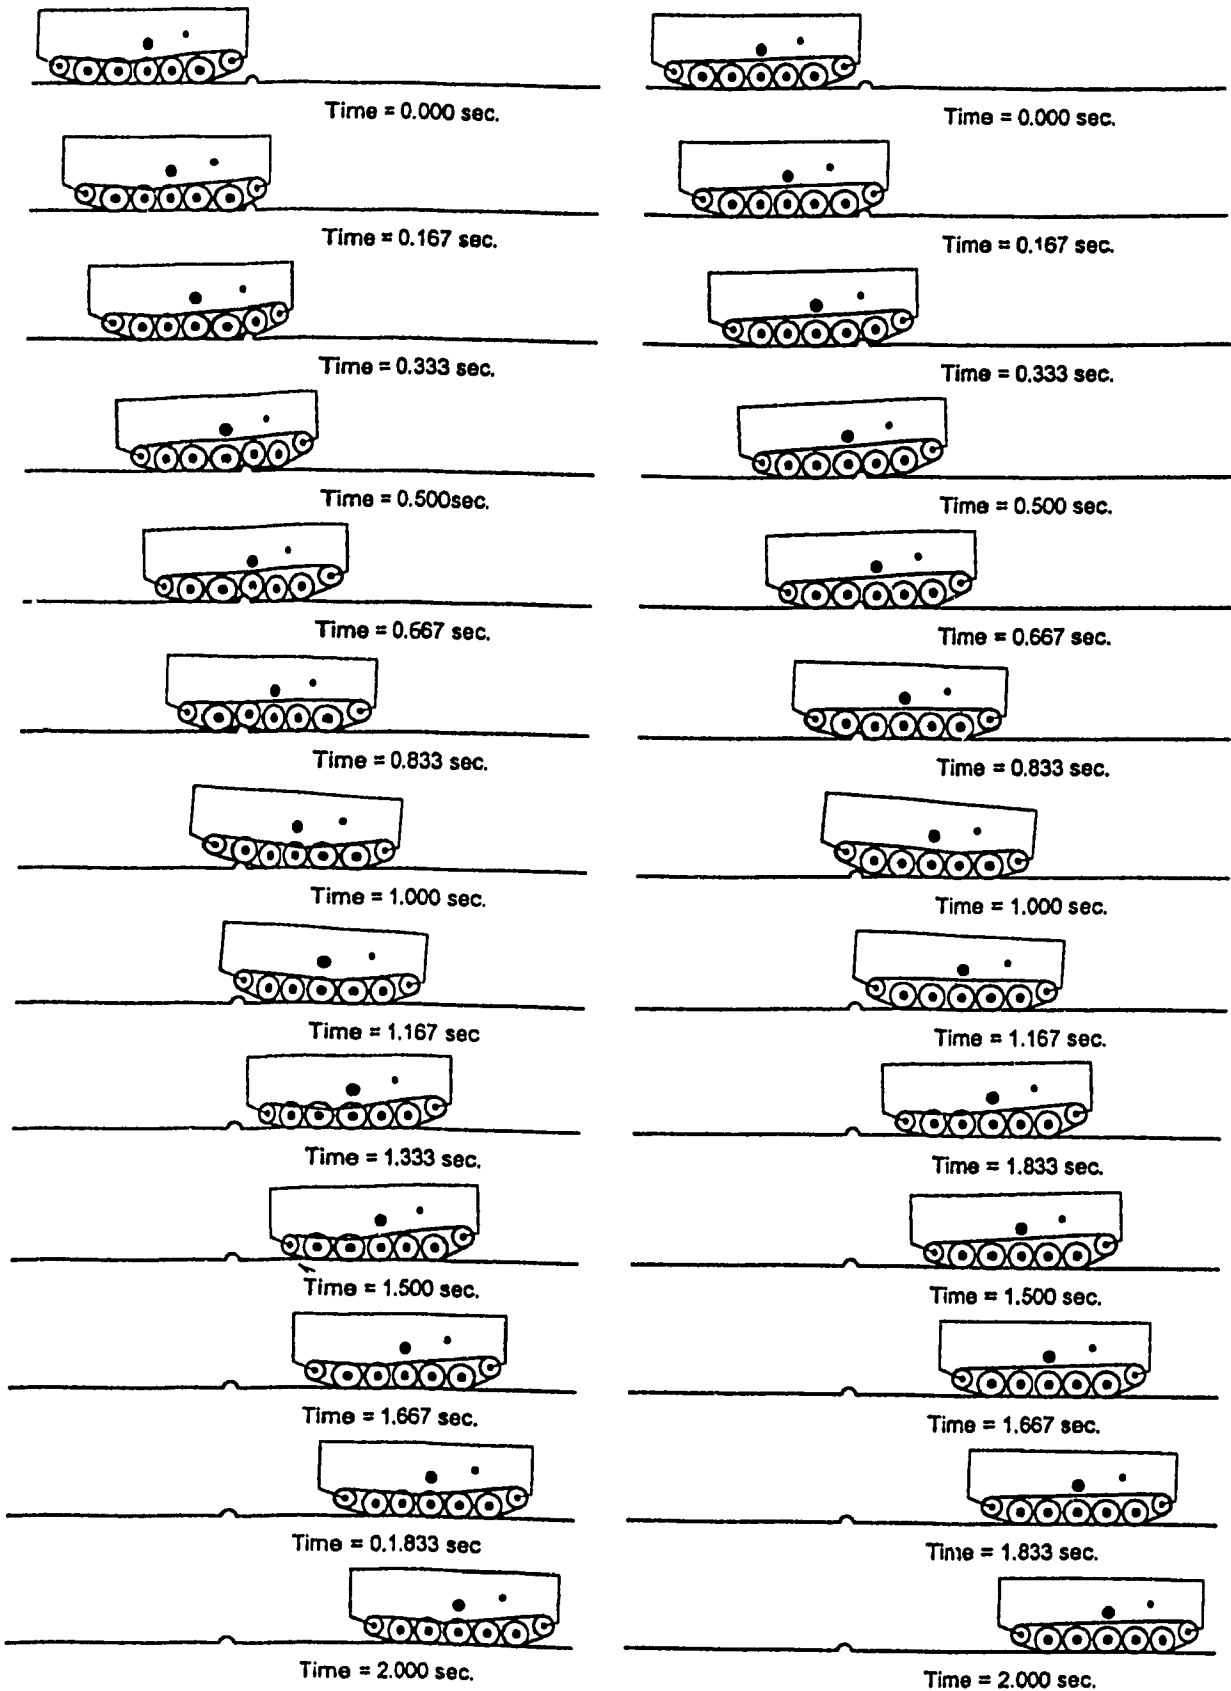 Time = 0.000 sec.
Time = 0.167 sec.
Time = 0.333 sec.
Time = 0.500sec.
Time = 0.667 sec.
Time = 0.833 sec.
Time = 1.000 sec.
Time = 1.167 sec
Time = 1.333 sec.
Time = 1.500 sec.
Time = 1.667 sec.
Time = 0.1.833 sec
Time = 2.000 sec.
Time = 0.000 sec.
Time = 0.167 sec.
Time = 0.333 sec.
Time = 0.500 sec.
Time = 0.667 sec.
Time = 0.833 sec.
Time = 1.000 sec.
Time = 1.167 sec.
Time = 1.833 sec.
Time = 1.500 sec.
Time = 1.667 sec.
Time = 1.833 sec.
Time = 2.000 sec.